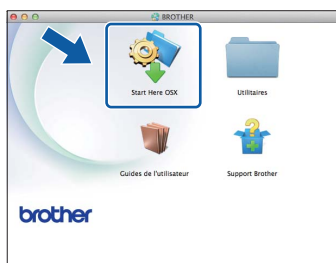 BROTHER
Start Here OSX
Utilitaires
Guides de l'utilisateur
Support Brother
brother